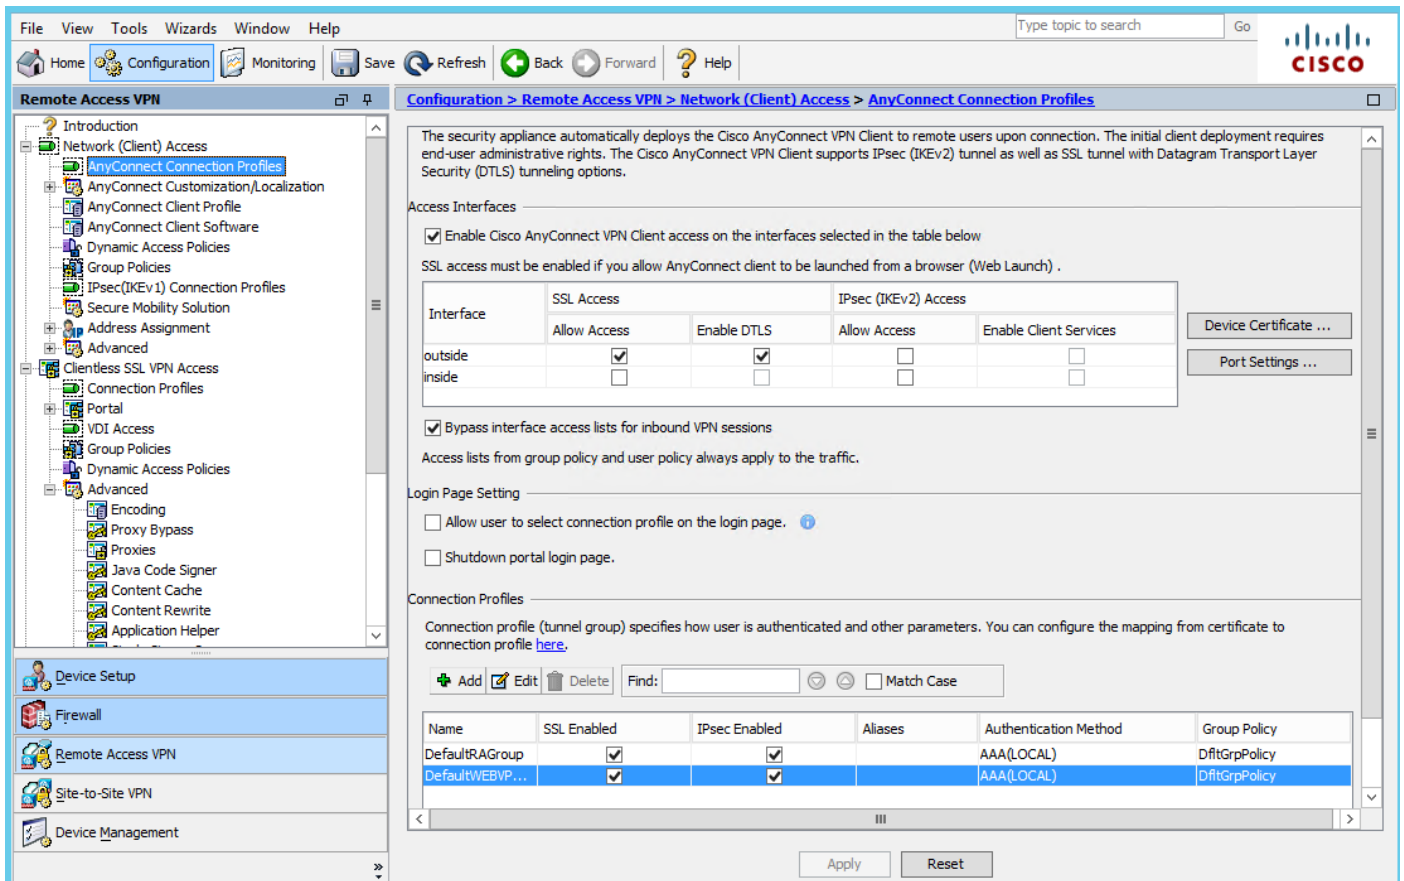 File View Tools Wizards Window Help
Type topic to search Go
CISCO
Home Configuration Monitoring Save Refresh Back Forward Help
Remote Access VPN
Introduction
Network (Client) Access
AnyConnect Connection Profiles
AnyConnect Customization/Localization
AnyConnect Client Profile
AnyConnect Client Software
Dynamic Access Policies
Group Policies
IPsec(IKEv1) Connection Profiles
Secure Mobility Solution
Address Assignment
Advanced
Clientless SSL VPN Access
Connection Profiles
Portal
VDI Access
Group Policies
Dynamic Access Policies
Advanced
Encoding
Proxy Bypass
Proxies
Java Code Signer
Content Cache
Content Rewrite
Application Helper
Device Setup
Firewall
Remote Access VPN
Site-to-Site VPN
Device Management
Configuration > Remote Access VPN > Network (Client) Access > AnyConnect Connection Profiles
The security appliance automatically deploys the Cisco AnyConnect VPN Client to remote users upon connection. The initial client deployment requires
end-user administrative rights. The Cisco AnyConnect VPN Client supports IPsec (IKEv2) tunnel as well as SSL tunnel with Datagram Transport Layer
Security (DTLS) tunneling options.
Access Interfaces
Enable Cisco AnyConnect VPN Client access on the interfaces selected in the table below
SSL access must be enabled if you allow AnyConnect client to be launched from a browser (Web Launch) .
Interface SSL Access IPsec (IKEv2) Access
Allow Access Enable DTLS Allow Access Enable Client Services
outside
inside
Device Certificate ...
Port Settings ...
Bypass interface access lists for inbound VPN sessions
Access lists from group policy and user policy always apply to the traffic.
Login Page Setting
Allow user to select connection profile on the login page.
Shutdown portal login page.
Connection Profiles
Connection profile (tunnel group) specifies how user is authenticated and other parameters. You can configure the mapping from certificate to
connection profile here.
Add Edit Delete Find: Match Case
Name SSL Enabled IPsec Enabled Aliases Authentication Method Group Policy
DefaultRAGroup AAA(LOCAL) DfltGrpPolicy
DefaultWEBVP... AAA(LOCAL) DfltGrpPolicy
Apply Reset